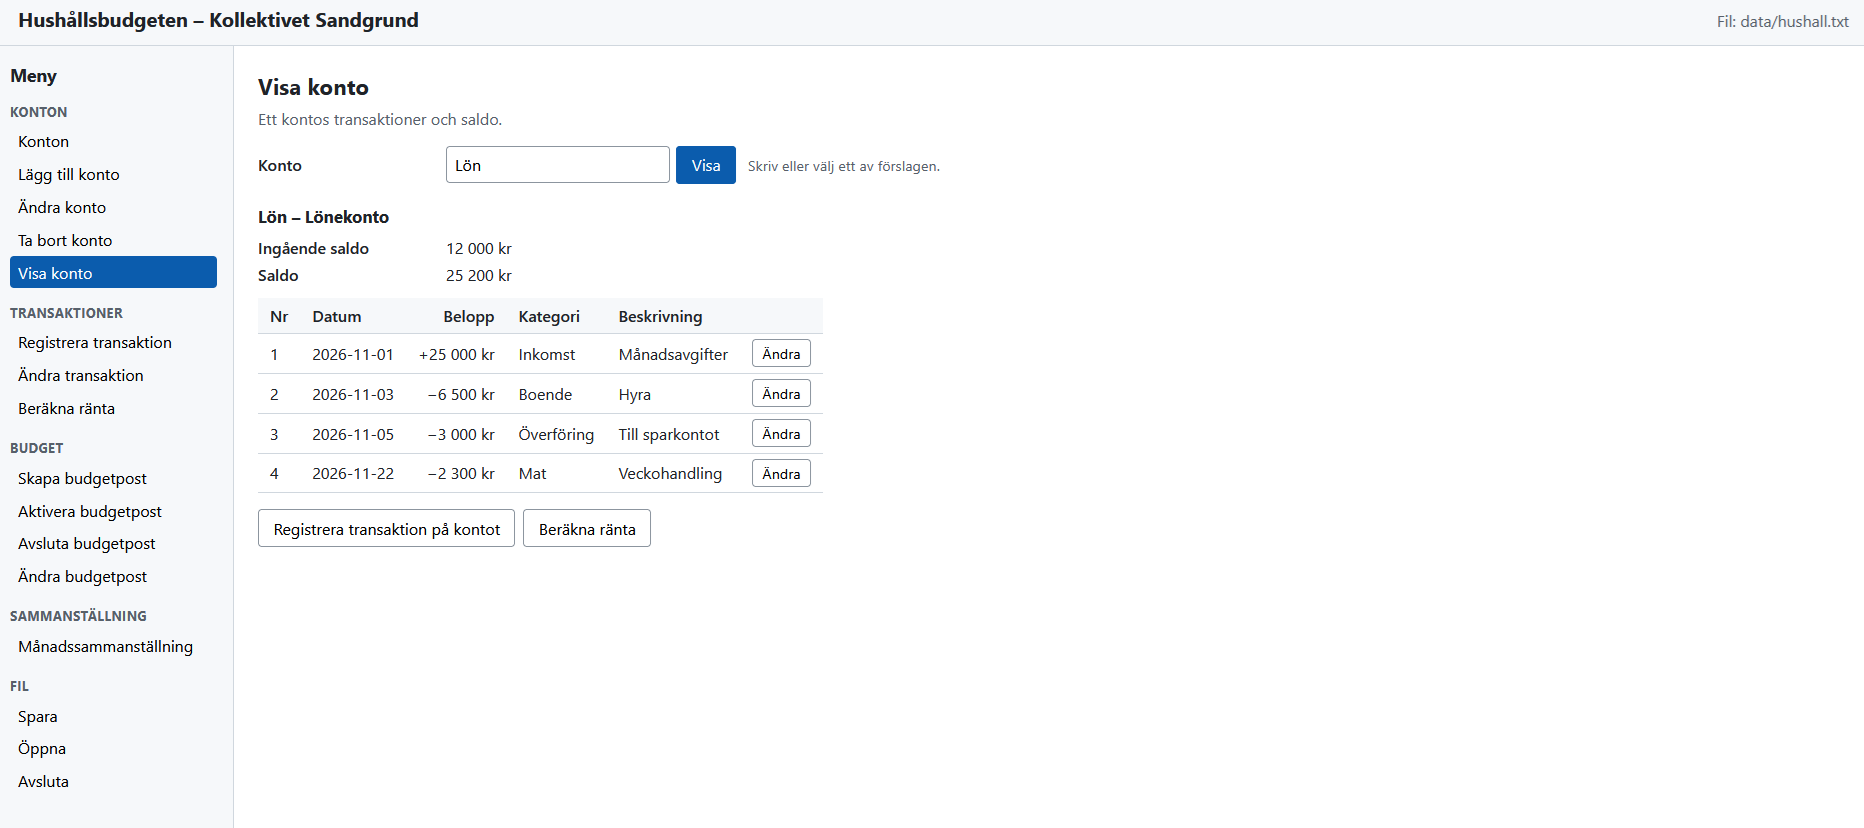 Hushållsbudgeten – Kollektivet Sandgrund
Fil: data/hushall.txt
Meny
KONTON
Konton
Lägg till konto
Ändra konto
Ta bort konto
Visa konto
TRANSAKTIONER
Registrera transaktion
Ändra transaktion
Beräkna ränta
BUDGET
Skapa budgetpost
Aktivera budgetpost
Avsluta budgetpost
Ändra budgetpost
SAMMANSTÄLLNING
Månadssammanställning
FIL
Spara
Öppna
Avsluta
Visa konto
Ett kontos transaktioner och saldo.
Konto Lön Visa Skriv eller välj ett av förslagen.
Lön – Lönekonto
Ingående saldo 12 000 kr
Saldo 25 200 kr
Nr Datum Belopp Kategori Beskrivning
1 2026-11-01 +25 000 kr Inkomst Månadsavgifter Ändra
2 2026-11-03 −6 500 kr Boende Hyra Ändra
3 2026-11-05 −3 000 kr Överföring Till sparkontot Ändra
4 2026-11-22 −2 300 kr Mat Veckohandling Ändra
Registrera transaktion på kontot Beräkna ränta